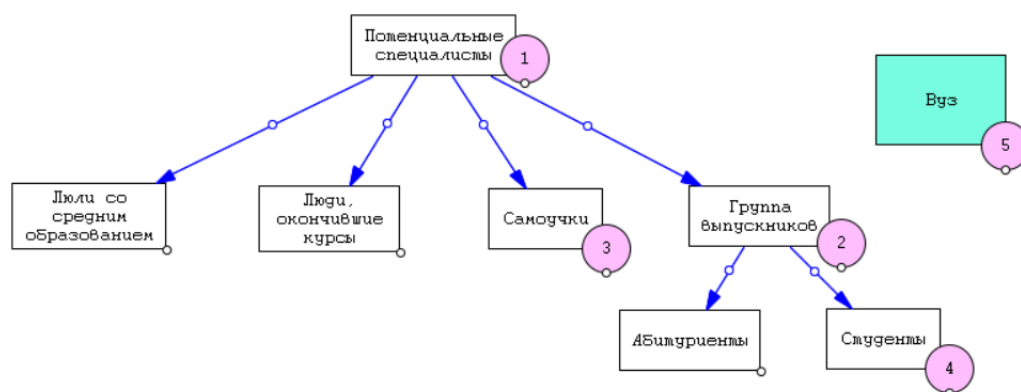 Потенциальные
специалисты
1
Вуз
5
Люли со
средним
образованием
Люди,
окончившие
курсы
Самоучки
3
Группа
выпускников
2
Абитуриенты
Студенты
4